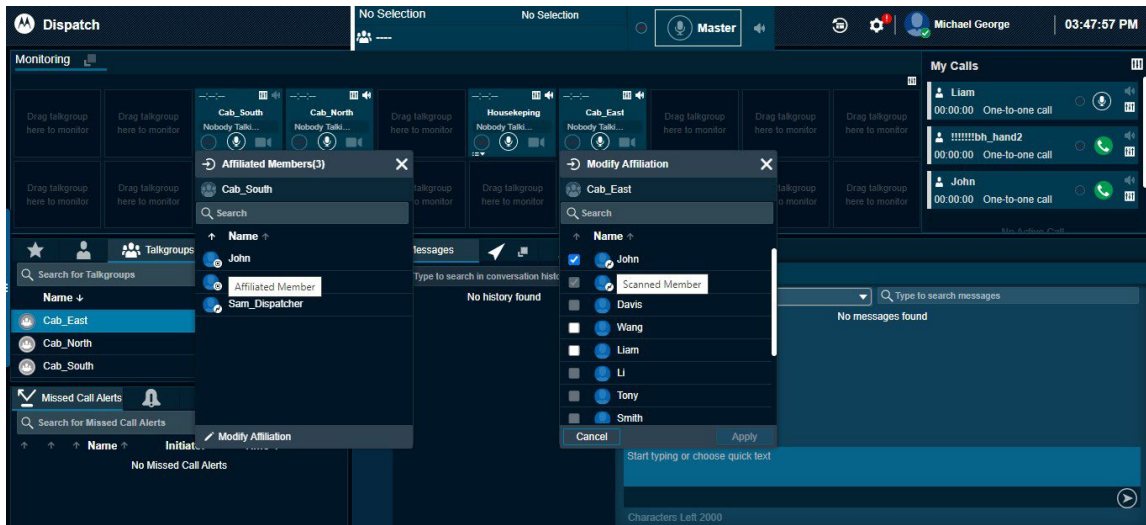 Dispatch
No Selection
No Selection
----
Master
Michael George
03:47:57 PM
Monitoring
My Calls
Drag talkgroup
here to monitor
Drag talkgroup
here to monitor
--:--:--
Cab_South
Nobody Talki...
--:--:--
Cab_North
Nobody Talki...
Drag talkgroup
here to monitor
--:--:--
Housekeping
Nobody Talki...
--:--:--
Cab_East
Nobody Talki...
Drag talkgroup
here to monitor
Drag talkgroup
here to monitor
Drag talkgroup
here to monitor
Liam
00:00:00 One-to-one call
!!!!!!!bh_hand2
00:00:00 One-to-one call
John
00:00:00 One-to-one call
No Active Call
Drag talkgroup
here to monitor
Drag talkgroup
here to monitor
talkgroup
o monitor
Drag talkgroup
here to monitor
talkgroup
o monitor
Drag talkgroup
here to monitor
Affiliated Members(3)
Cab_South
Search
Name
John
Affiliated Member
Sam_Dispatcher
Modify Affiliation
Modify Affiliation
Cab_East
Search
Name
John
Scanned Member
Davis
Wang
Liam
Li
Tony
Smith
Cancel
Apply
Talkgroups
Search for Talkgroups
Name
Cab_East
Cab_North
Cab_South
Missed Call Alerts
Search for Missed Call Alerts
Name
No Missed Call Alerts
Messages
Type to search in conversation histo
No history found
Type to search messages
No messages found
Start typing or choose quick text
Characters Left 2000